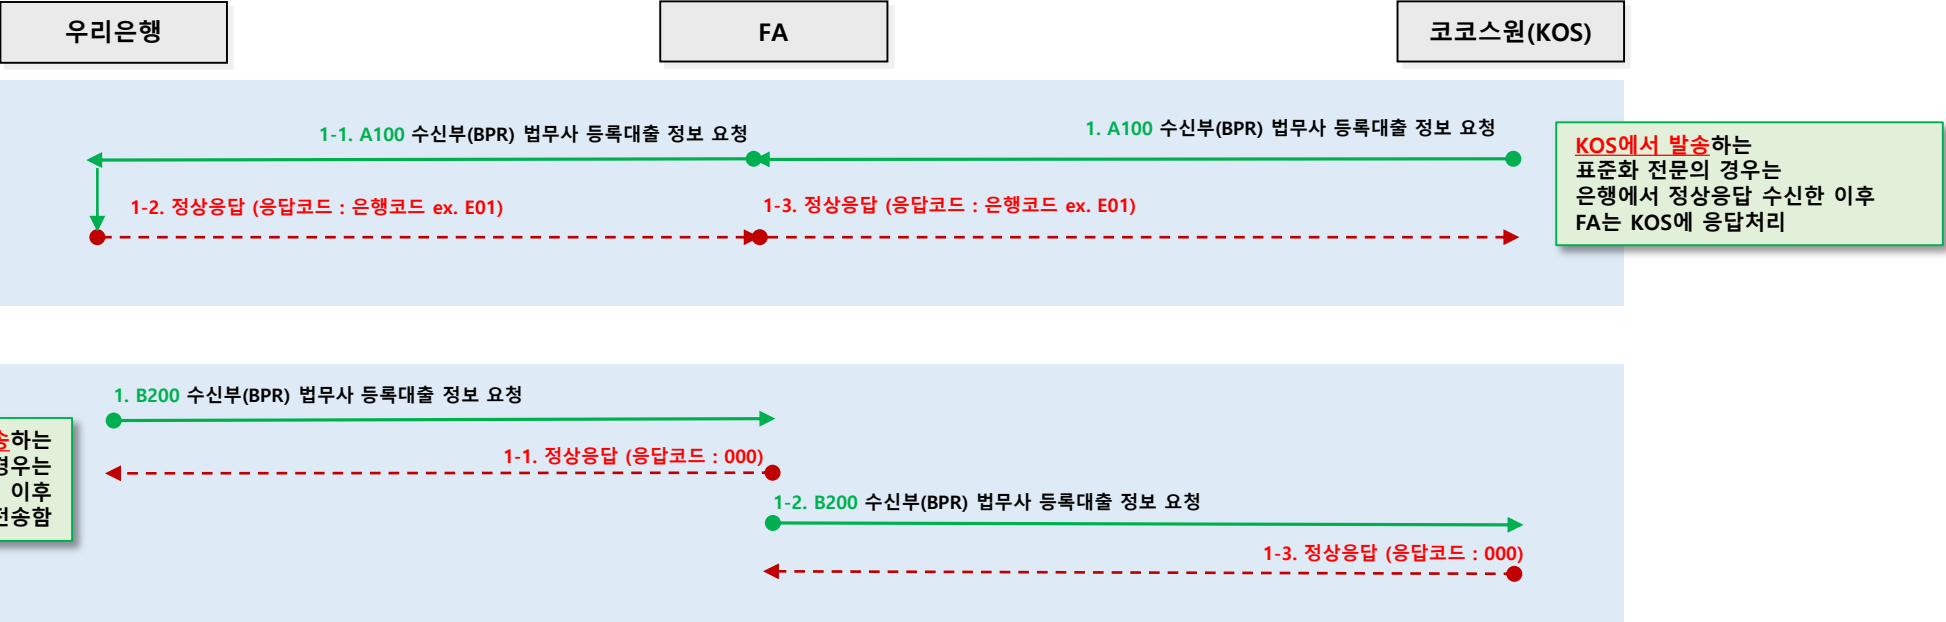 우리은행
FA
코코스원(KOS)
1-1. A100 수신부(BPR) 법무사 등록대출 정보 요청
1. A100 수신부(BPR) 법무사 등록대출 정보 요청
KOS에서 발송하는
표준화 전문의 경우는
은행에서 정상응답 수신한 이후
FA는 KOS에 응답처리
1-2. 정상응답 (응답코드 : 은행코드 ex. E01)
1-3. 정상응답 (응답코드 : 은행코드 ex. E01)
1. B200 수신부(BPR) 법무사 등록대출 정보 요청
하는
경우는
이후
전송함
1-1. 정상응답 (응답코드 : 000)
1-2. B200 수신부(BPR) 법무사 등록대출 정보 요청
1-3. 정상응답 (응답코드 : 000)